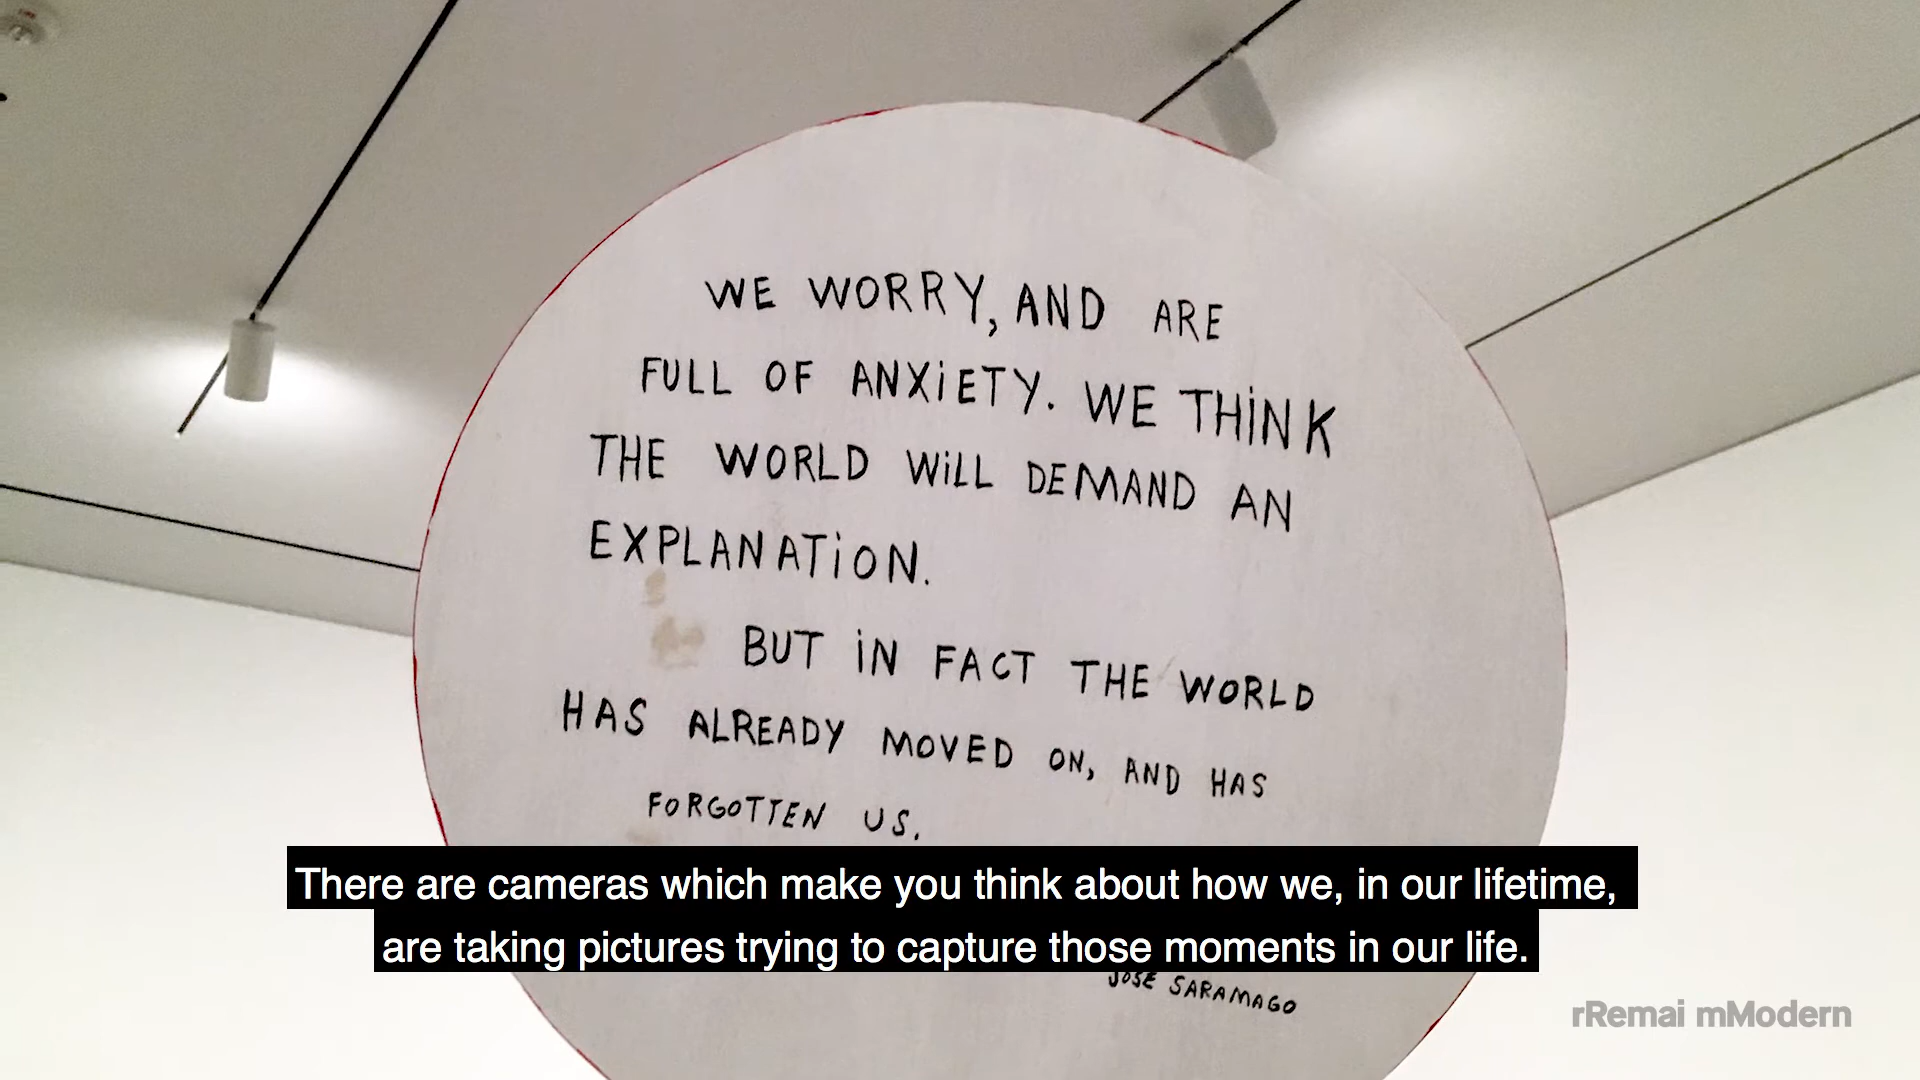 WE WORRY, AND ARE
FULL OF ANXiETY. WE THiNK
THE WORLD WiLL DEMAND AN
EXPLANATiON.
BUT iN FACT THE WORLD
HAS ALREADY MOVED ON, AND HAS
FORGOTTEN US.
There are cameras which make you think about how we, in our lifetime,
are taking pictures trying to capture those moments in our life.
JOSE SARAMAGO
rRemai mModern